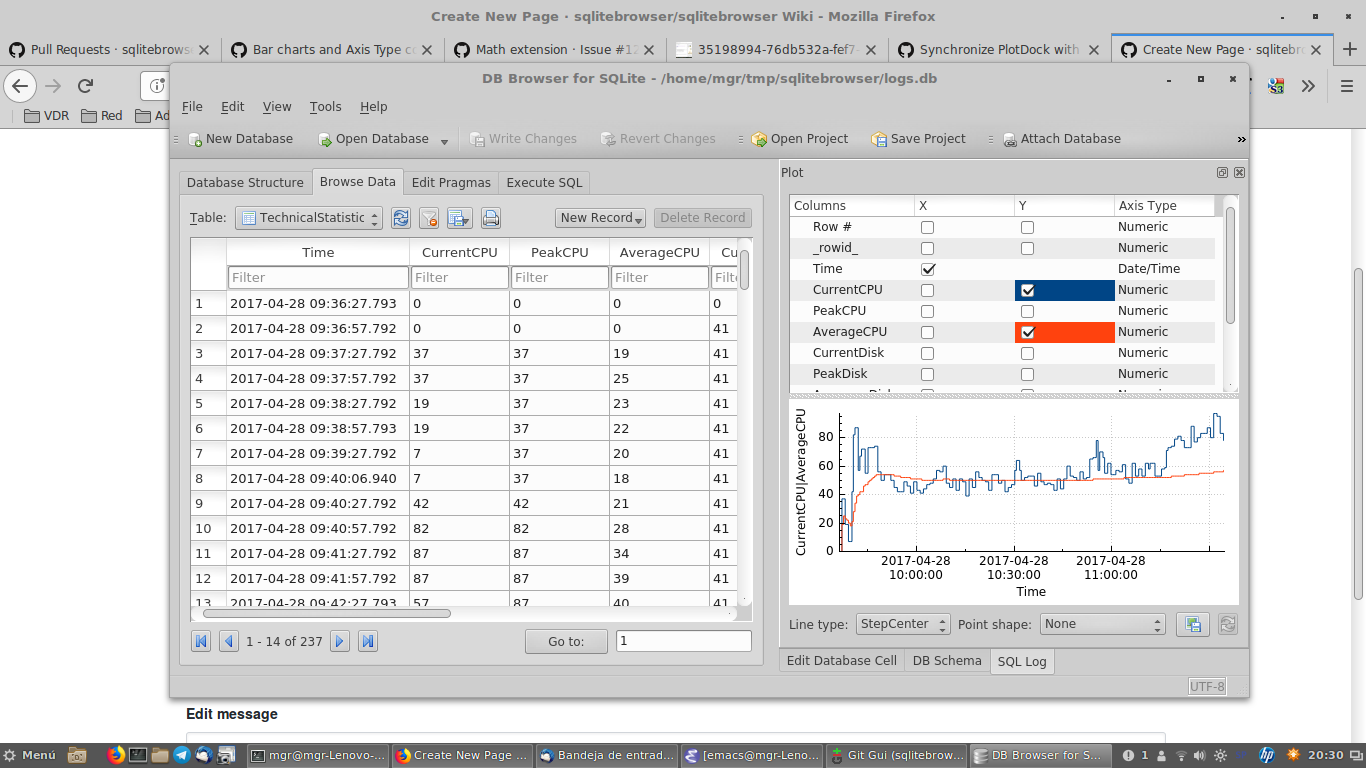 Create New Page · sqlitebrowser/sqlitebrowser Wiki - Mozilla Firefox
Pull Requests · sqlitebrows
Bar charts and Axis Type c
Math extension · Issue #12
35198994-76db532a-fef7-
Synchronize PlotDock with
Create New Page · sqlitebr
VDR
Red
Ad
DB Browser for SQLite - /home/mgr/tmp/sqlitebrowser/logs.db
File Edit View Tools Help
New Database Open Database Write Changes Revert Changes Open Project Save Project Attach Database »
Database Structure Browse Data Edit Pragmas Execute SQL
Table: TechnicalStatistic New Record Delete Record
Time CurrentCPU PeakCPU AverageCPU Cu
Filter Filter Filter Filter Filte
1 2017-04-28 09:36:27.793 0 0 0 0
2 2017-04-28 09:36:57.792 0 0 0 41
3 2017-04-28 09:37:27.792 37 37 19 41
4 2017-04-28 09:37:57.792 37 37 25 41
5 2017-04-28 09:38:27.792 19 37 23 41
6 2017-04-28 09:38:57.793 19 37 22 41
7 2017-04-28 09:39:27.792 7 37 20 41
8 2017-04-28 09:40:06.940 7 37 18 41
9 2017-04-28 09:40:27.792 42 42 21 41
10 2017-04-28 09:40:57.792 82 82 28 41
11 2017-04-28 09:41:27.792 87 87 34 41
12 2017-04-28 09:41:57.792 87 87 39 41
13 2017-04-28 09:42:27.793 57 87 40 41
1 - 14 of 237 Go to: 1
Plot
Columns X Y Axis Type
Row # Numeric
_rowid_ Numeric
Time Date/Time
CurrentCPU Numeric
PeakCPU Numeric
AverageCPU Numeric
CurrentDisk Numeric
PeakDisk Numeric
CurrentCPU|AverageCPU
80
60
40
20
0
2017-04-28 2017-04-28 2017-04-28
10:00:00 10:30:00 11:00:00
Time
Line type: StepCenter Point shape: None
Edit Database Cell DB Schema SQL Log
UTF-8
Edit message
Menú
mgr@mgr-Lenovo-...
Create New Page ...
Bandeja de entrad...
[emacs@mgr-Leno...
Git Gui (sqlitebrow...
DB Browser for S...
1
20:30